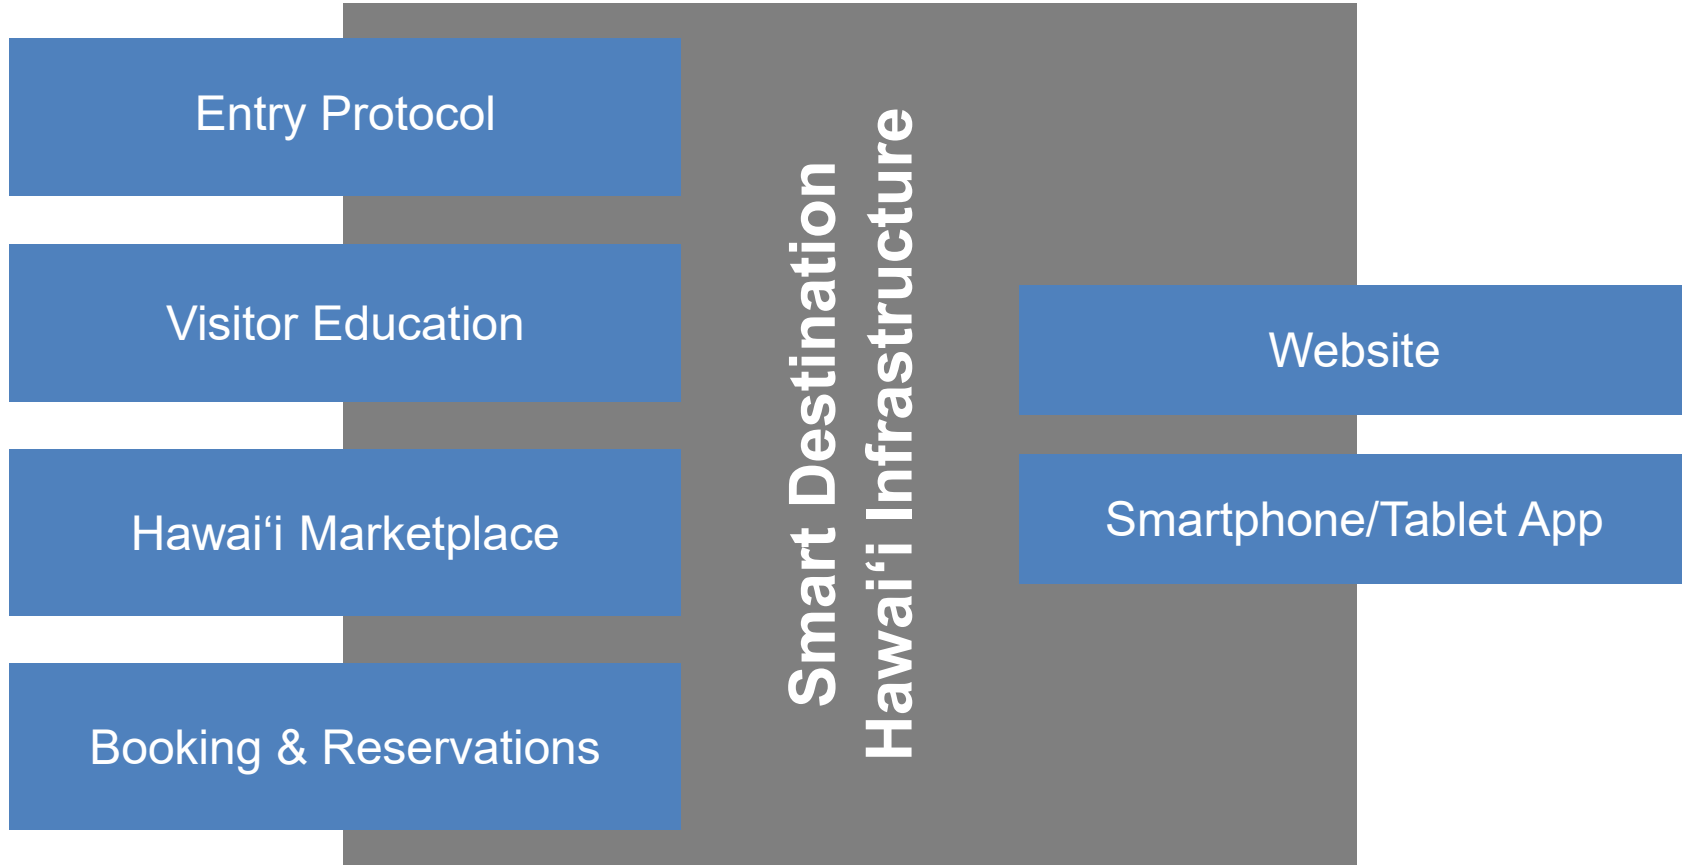 Entry Protocol
Visitor Education
Hawai‘i Marketplace
Booking & Reservations
Smart Destination
Hawai‘i Infrastructure
Website
Smartphone/Tablet App